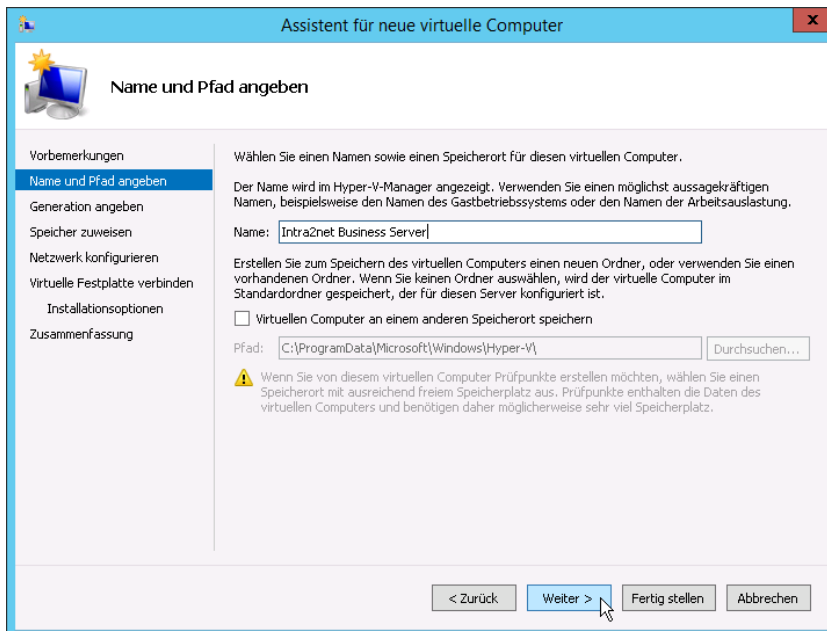 Assistent für neue virtuelle Computer
x
Name und Pfad angeben
Vorbemerkungen
Name und Pfad angeben
Generation angeben
Speicher zuweisen
Netzwerk konfigurieren
Virtuelle Festplatte verbinden
Installationsoptionen
Zusammenfassung
Wählen Sie einen Namen sowie einen Speicherort für diesen virtuellen Computer.
Der Name wird im Hyper-V-Manager angezeigt. Verwenden Sie einen möglichst aussagekräftigen
Namen, beispielsweise den Namen des Gastbetriebssystems oder den Namen der Arbeitsauslastung.
Name: Intra2net Business Server
Erstellen Sie zum Speichern des virtuellen Computers einen neuen Ordner, oder verwenden Sie einen
vorhandenen Ordner. Wenn Sie keinen Ordner auswählen, wird der virtuelle Computer im
Standardordner gespeichert, der für diesen Server konfiguriert ist.
Virtuellen Computer an einem anderen Speicherort speichern
Pfad: C:\ProgramData\Microsoft\Windows\Hyper-V\ Durchsuchen...
Wenn Sie von diesem virtuellen Computer Prüfpunkte erstellen möchten, wählen Sie einen
Speicherort mit ausreichend freiem Speicherplatz aus. Prüfpunkte enthalten die Daten des
virtuellen Computers und benötigen daher möglicherweise sehr viel Speicherplatz.
< Zurück Weiter > Fertig stellen Abbrechen